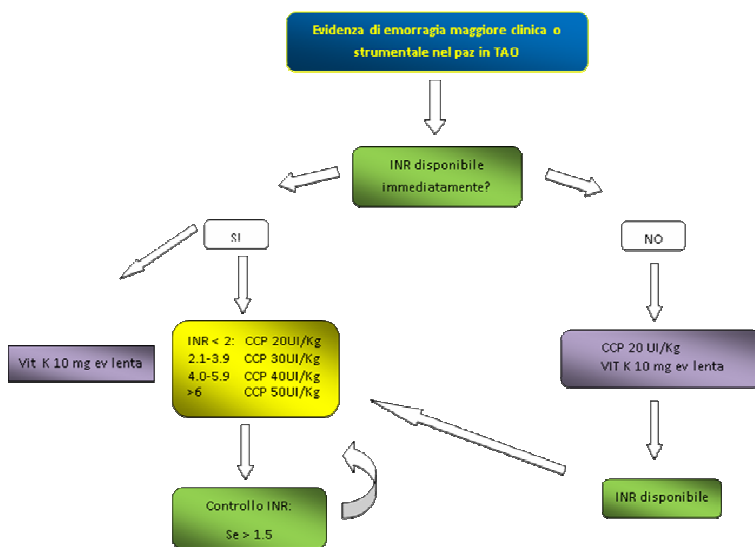 Evidenza di emorragia maggiore clinica o
strumentale nel paz in TAO
INR disponibile
immediatamente?
SI
NO
Vit K 10 mg ev lenta
INR < 2: CCP 20UI/Kg
2.1-3.9 CCP 30UI/Kg
4.0-5.9 CCP 40UI/Kg
>6 CCP 50UI/Kg
CCP 20 UI/Kg
VIT K 10 mg ev lenta
Controllo INR:
Se > 1.5
INR disponibile